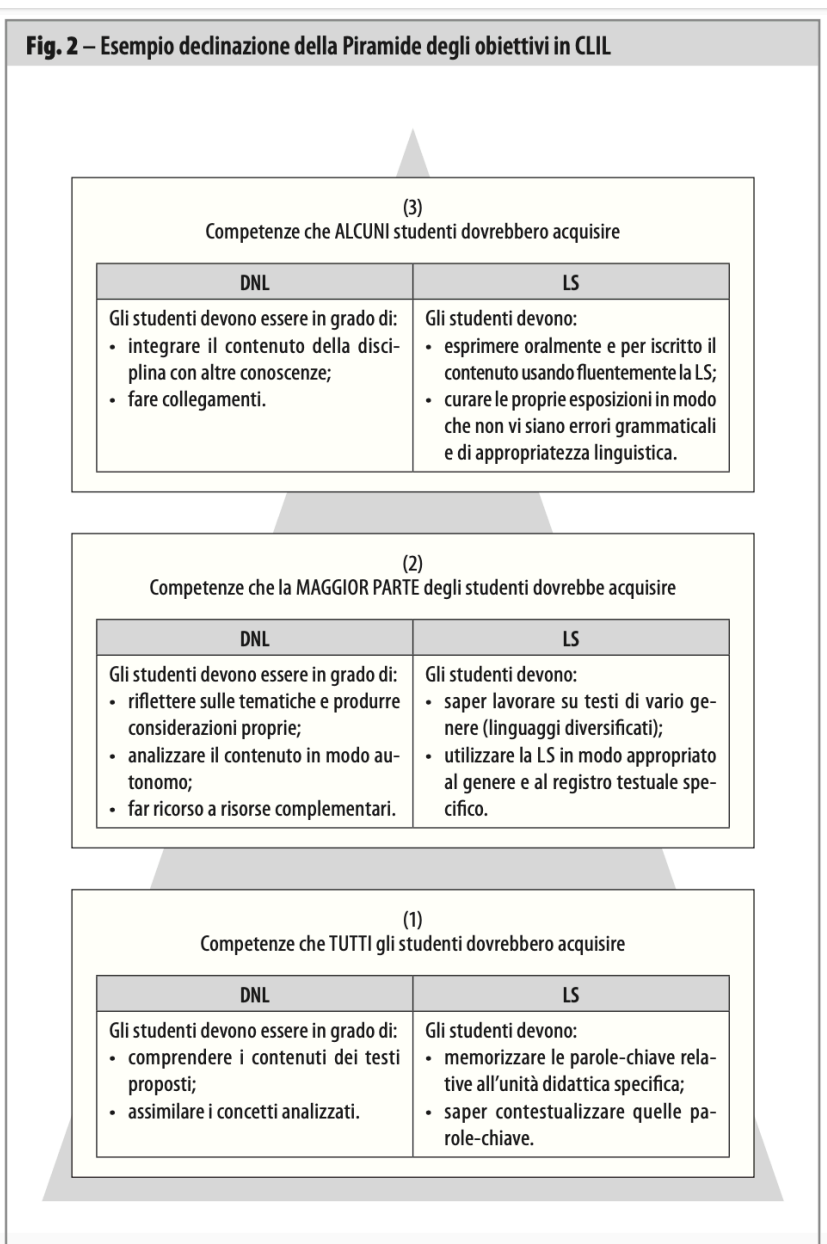 Fig. 2 – Esempio declinazione della Piramide degli obiettivi in CLIL
(3)
Competenze che ALCUNI studenti dovrebbero acquisire
DNL
Gli studenti devono essere in grado di:
• integrare il contenuto della disci-
plina con altre conoscenze;
• fare collegamenti.
LS
Gli studenti devono:
• esprimere oralmente e per iscritto il
contenuto usando fluentemente la LS;
• curare le proprie esposizioni in modo
che non vi siano errori grammaticali
e di appropriatezza linguistica.
(2)
Competenze che la MAGGIOR PARTE degli studenti dovrebbe acquisire
DNL
Gli studenti devono essere in grado di:
• riflettere sulle tematiche e produrre
considerazioni proprie;
• analizzare il contenuto in modo au-
tonomo;
• far ricorso a risorse complementari.
LS
Gli studenti devono:
• saper lavorare su testi di vario ge-
nere (linguaggi diversificati);
• utilizzare la LS in modo appropriato
al genere e al registro testuale spe-
cifico.
(1)
Competenze che TUTTI gli studenti dovrebbero acquisire
DNL
Gli studenti devono essere in grado di:
• comprendere i contenuti dei testi
proposti;
• assimilare i concetti analizzati.
LS
Gli studenti devono:
• memorizzare le parole-chiave rela-
tive all'unità didattica specifica;
• saper contestualizzare quelle pa-
role-chiave.